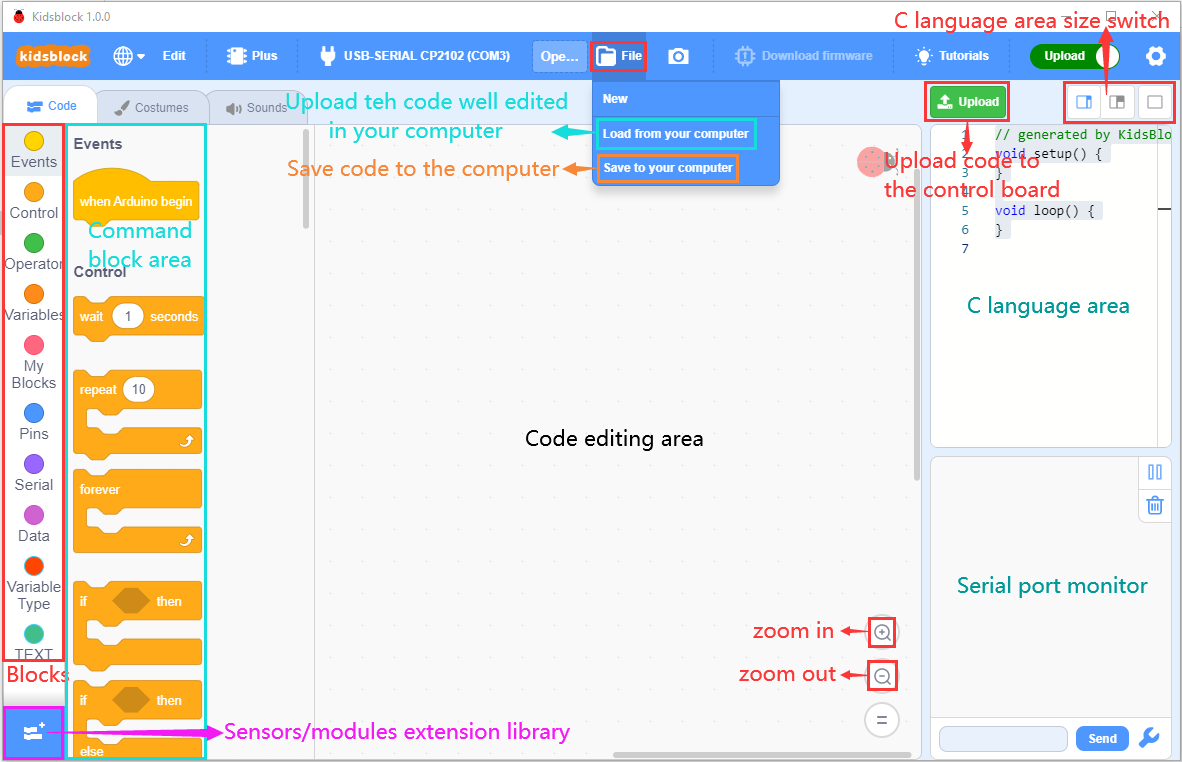 Kidsblock 1.0.0
C language area size switch
kidsblock
Edit
Plus
USB-SERIAL CP2102 (COM3)
Ope...
File
Download firmware
Tutorials
Upload
Code
Costumes
Sounds
New
Load from your computer
Save to your computer
Upload teh code well edited
in your computer
Save code to the computer
Upload
Upload code to
the control board
1 // generated by KidsBlo
2 void setup() {
3 }
4
5 void loop() {
6 }
7
C language area
Events
Control
Operator
Variables
My
Blocks
Pins
Serial
Data
Variable
Type
TEXT
Blocks
Events
when Arduino begin
Command
block area
Control
wait 1 seconds
repeat 10
forever
if then
if then
else
Code editing area
Serial port monitor
zoom in
zoom out
Sensors/modules extension library
Send